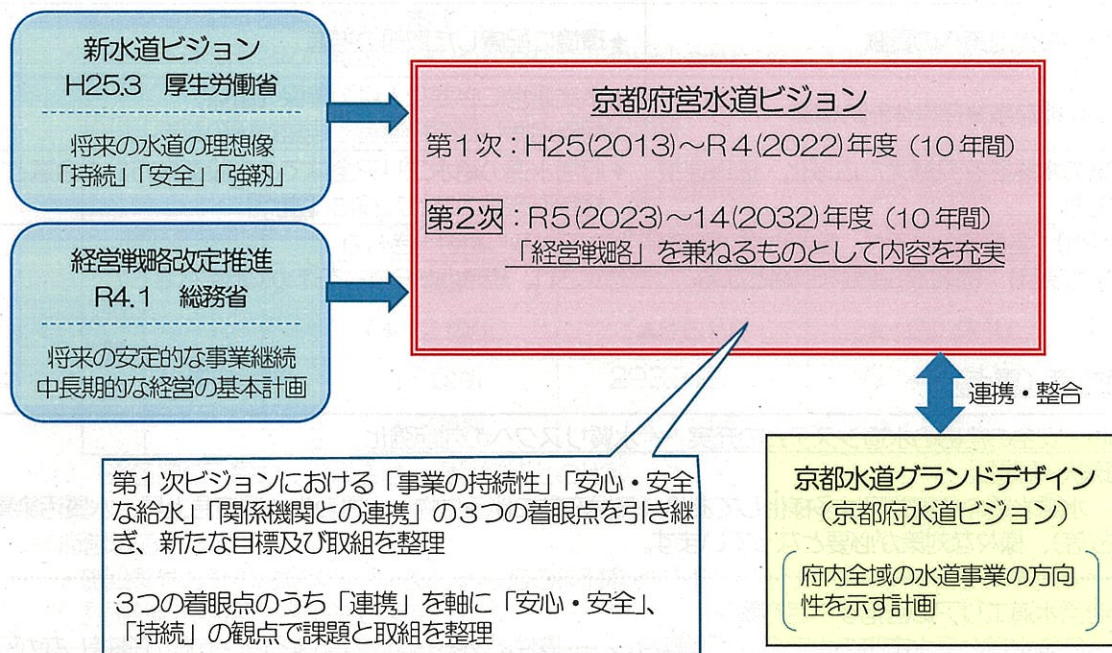 新水道ビジョン
H25.3 厚生労働省
将来の水道の理想像
「持続」「安全」「強靭」
経営戦略改定推進
R4.1 総務省
将来の安定的な事業継続
中長期的な経営の基本計画
京都府営水道ビジョン
第1次：H25(2013)～R4(2022)年度（10年間）
第2次：R5(2023)～14(2032)年度（10年間）
「経営戦略」を兼ねるものとして内容を充実
連携・整合
第1次ビジョンにおける「事業の持続性」「安心・安全
な給水」「関係機関との連携」の3つの着眼点を引き継
ぎ、新たな目標及び取組を整理
3つの着眼点のうち「連携」を軸に「安心・安全」、
「持続」の観点で課題と取組を整理
京都水道グランドデザイン
（京都府水道ビジョン）
府内全域の水道事業の方向
性を示す計画